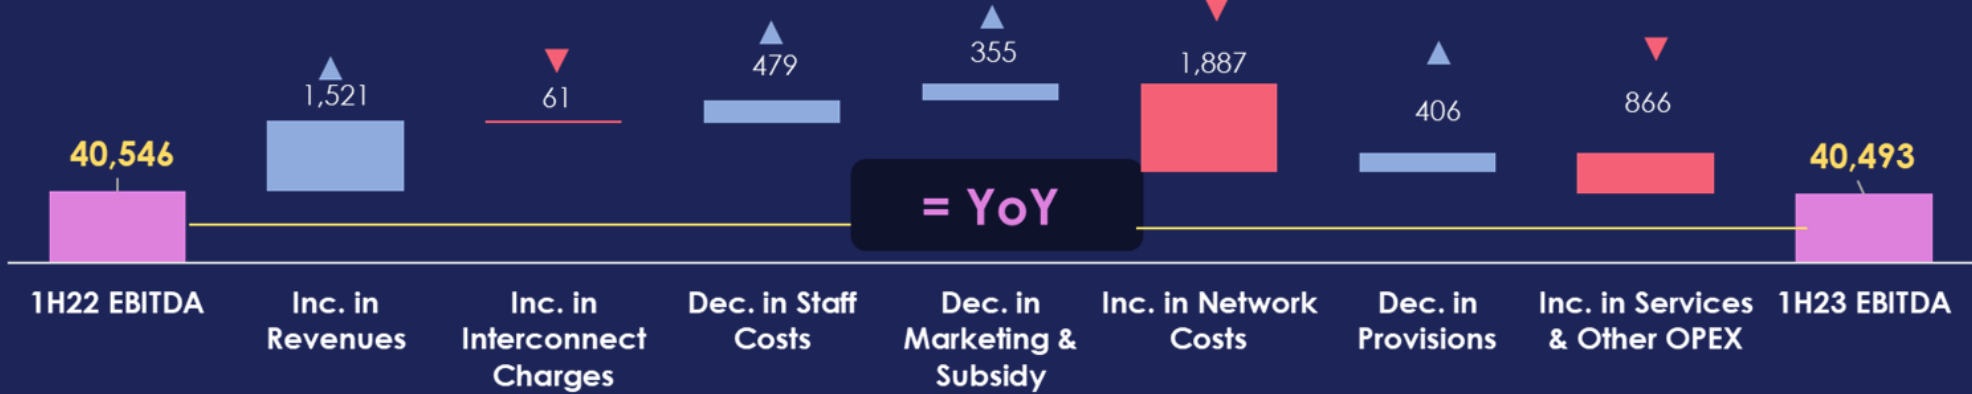 1,521
61
479
355
1,887
406
866
40,546
40,493
= YoY
1H22 EBITDA
Inc. in
Revenues
Inc. in
Interconnect
Charges
Dec. in Staff
Costs
Dec. in
Marketing &
Subsidy
Inc. in Network
Costs
Dec. in
Provisions
Inc. in Services
& Other OPEX
1H23 EBITDA